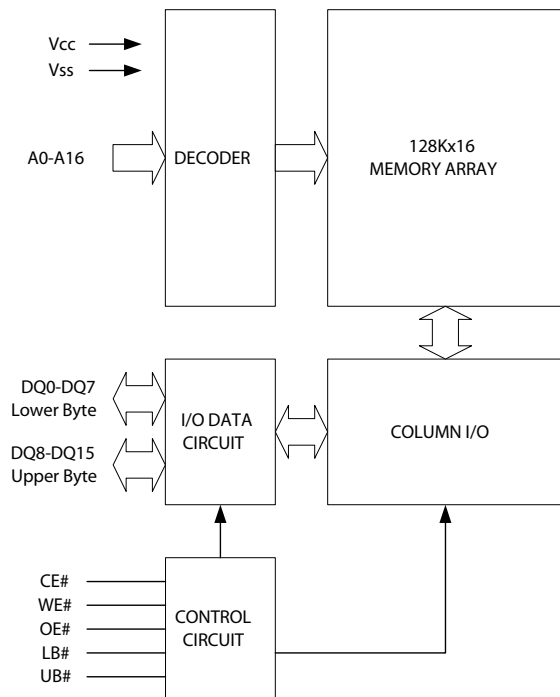 Vcc
Vss
A0-A16
DECODER
128Kx16
MEMORY ARRAY
DQ0-DQ7
Lower Byte
DQ8-DQ15
Upper Byte
I/O DATA
CIRCUIT
COLUMN I/O
CE#
WE#
OE#
LB#
UB#
CONTROL
CIRCUIT